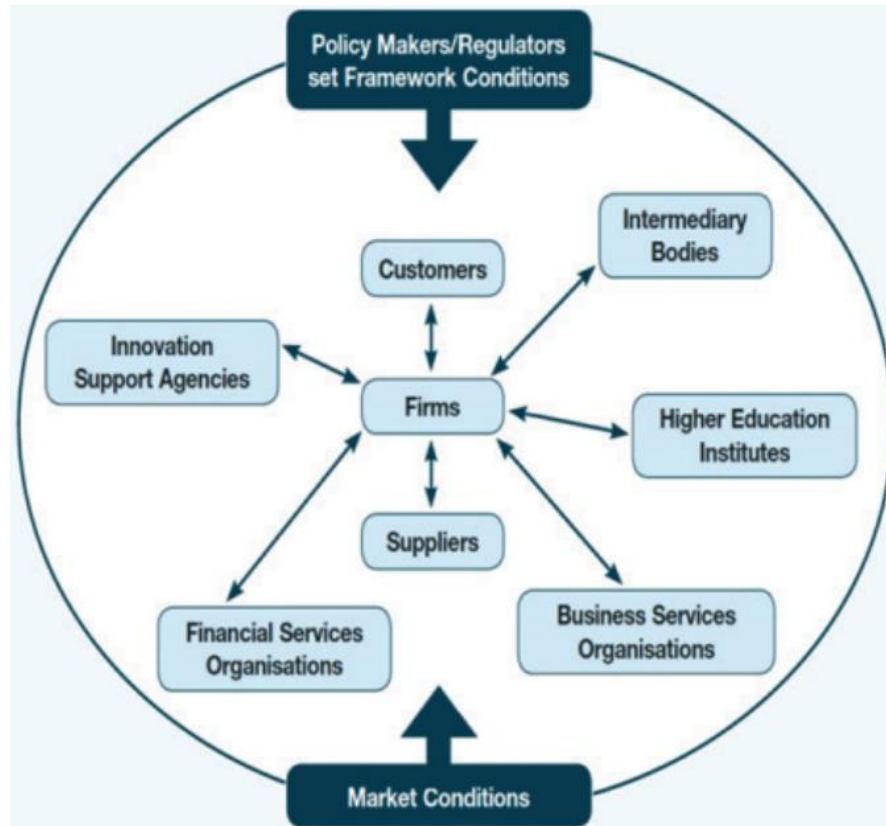 Policy Makers/Regulators
set Framework Conditions
Intermediary
Bodies
Customers
Innovation
Support Agencies
Firms
Higher Education
Institutes
Suppliers
Financial Services
Organisations
Business Services
Organisations
Market Conditions